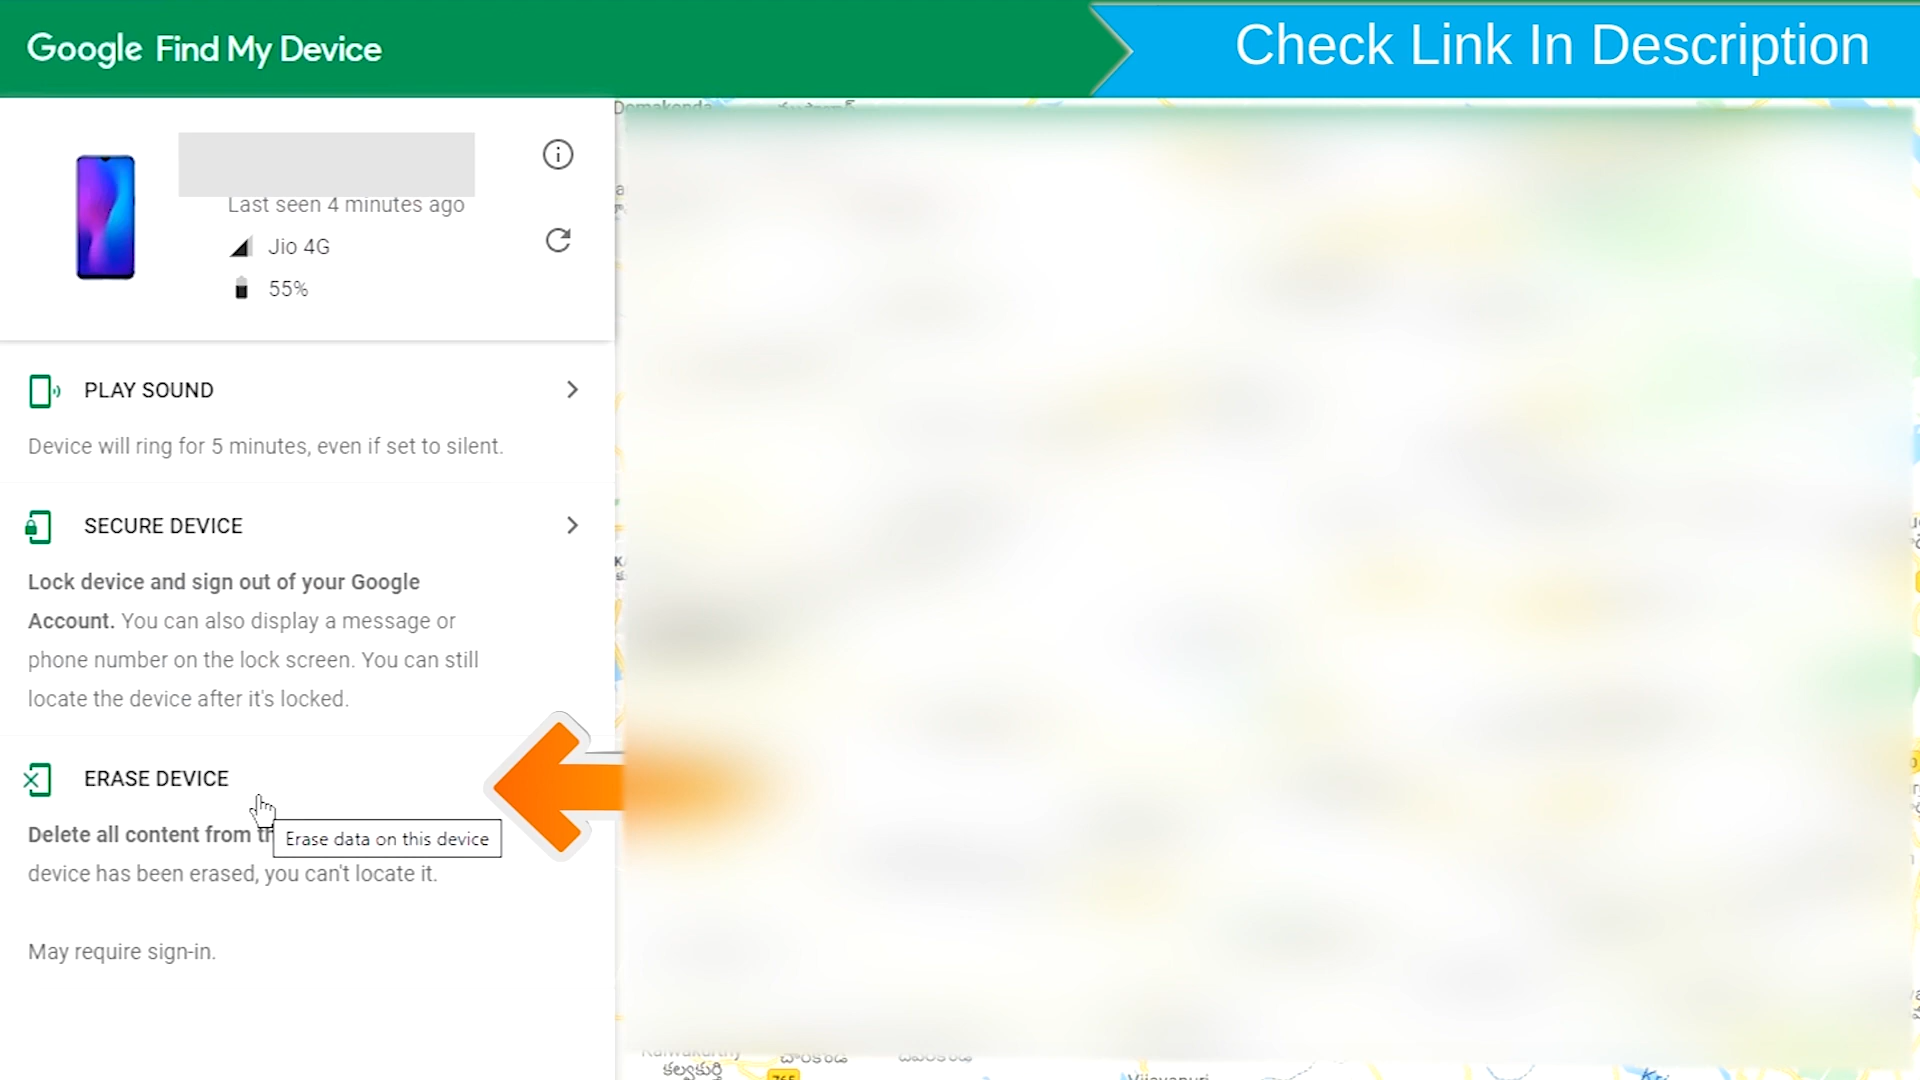 Google Find My Device
Check Link In Description
Last seen 4 minutes ago
Jio 4G
55%
PLAY SOUND
Device will ring for 5 minutes, even if set to silent.
SECURE DEVICE
Lock device and sign out of your Google
Account. You can also display a message or
phone number on the lock screen. You can still
locate the device after it's locked.
ERASE DEVICE
Delete all content from
Erase data on this device
device has been erased, you can't locate it.
May require sign-in.
Domakonda
కల్వకుర్తి
765